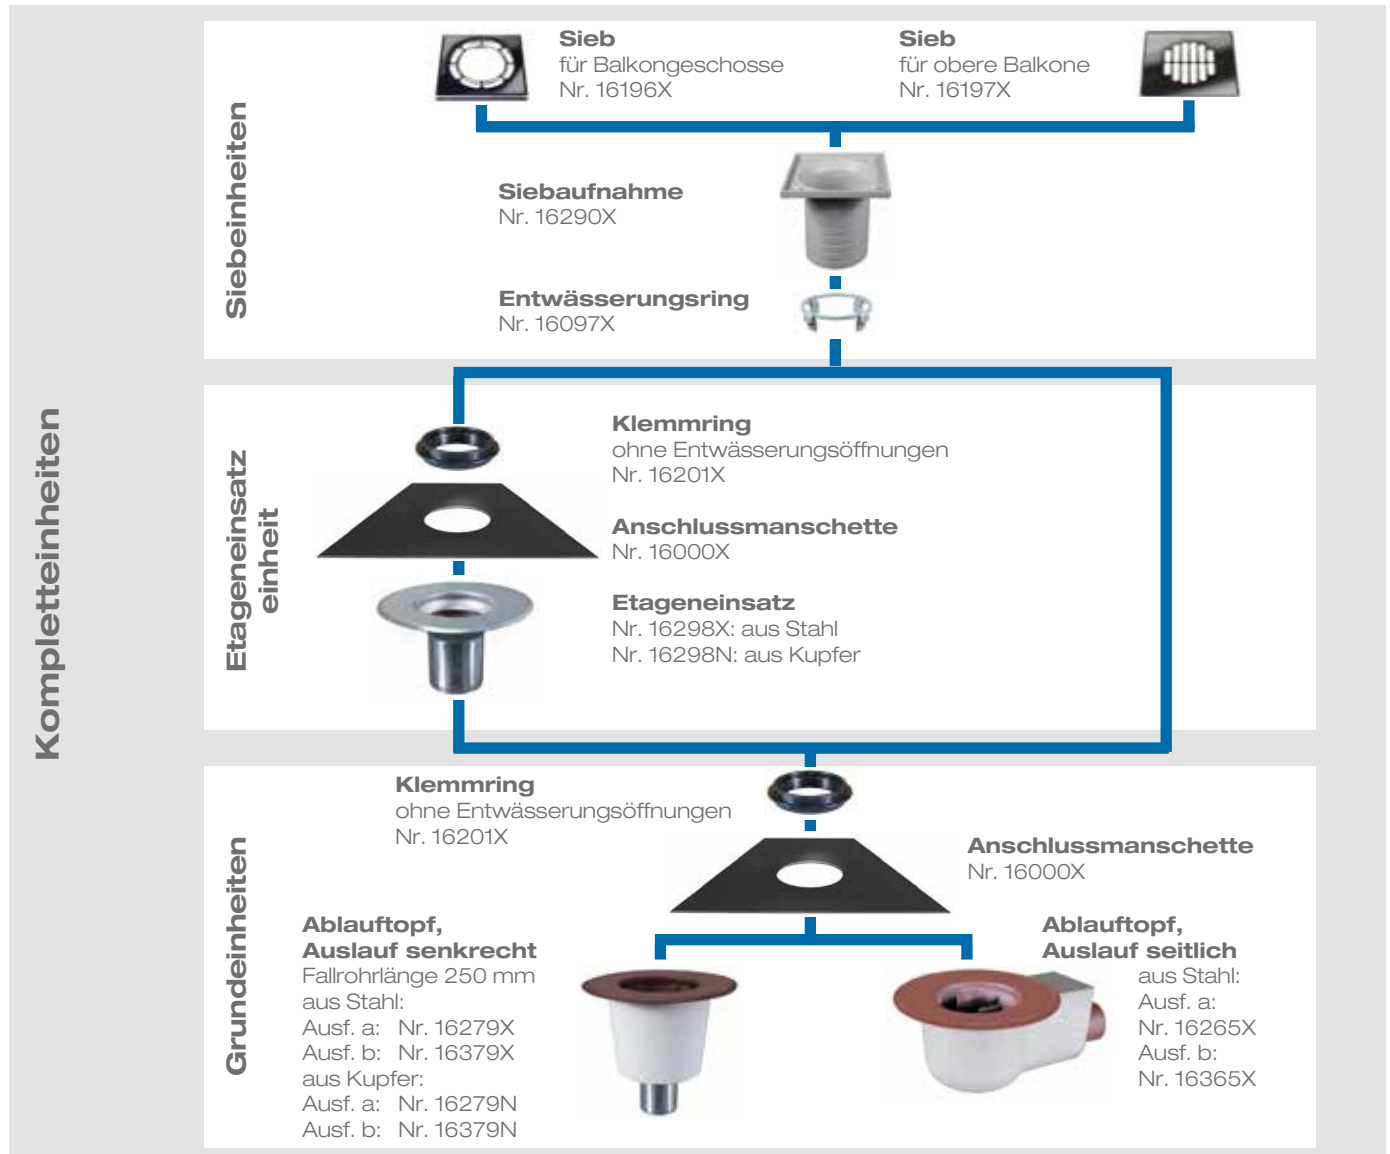 Kompletteinheiten
Siebeinheiten
Sieb
für Balkongeschosse
Nr. 16196X
Sieb
für obere Balkone
Nr. 16197X
Siebaufnahme
Nr. 16290X
Entwässerungsring
Nr. 16097X
Etageneinsatz
einheit
Klemmring
ohne Entwässerungsöffnungen
Nr. 16201X
Anschlussmanschette
Nr. 16000X
Etageneinsatz
Nr. 16298X: aus Stahl
Nr. 16298N: aus Kupfer
Grundeinheiten
Klemmring
ohne Entwässerungsöffnungen
Nr. 16201X
Anschlussmanschette
Nr. 16000X
Ablauftopf,
Auslauf senkrecht
Fallrohrlänge 250 mm
aus Stahl:
Ausf. a: Nr. 16279X
Ausf. b: Nr. 16379X
aus Kupfer:
Ausf. a: Nr. 16279N
Ausf. b: Nr. 16379N
Ablauftopf,
Auslauf seitlich
aus Stahl:
Ausf. a:
Nr. 16265X
Ausf. b:
Nr. 16365X